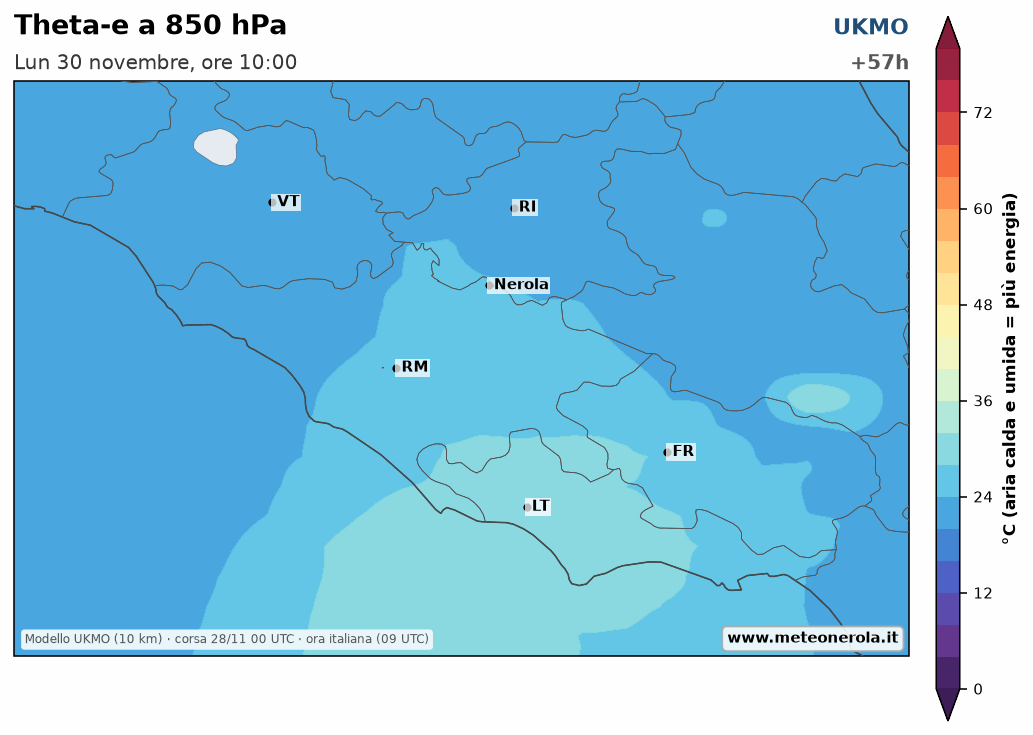 Theta-e a 850 hPa
UKMO
Lun 30 novembre, ore 10:00
+57h
VT
RI
Nerola
RM
FR
LT
Modello UKMO (10 km) · corsa 28/11 00 UTC · ora italiana (09 UTC)
www.meteonerola.it
72
60
48
36
24
12
0
°C (aria calda e umida = più energia)